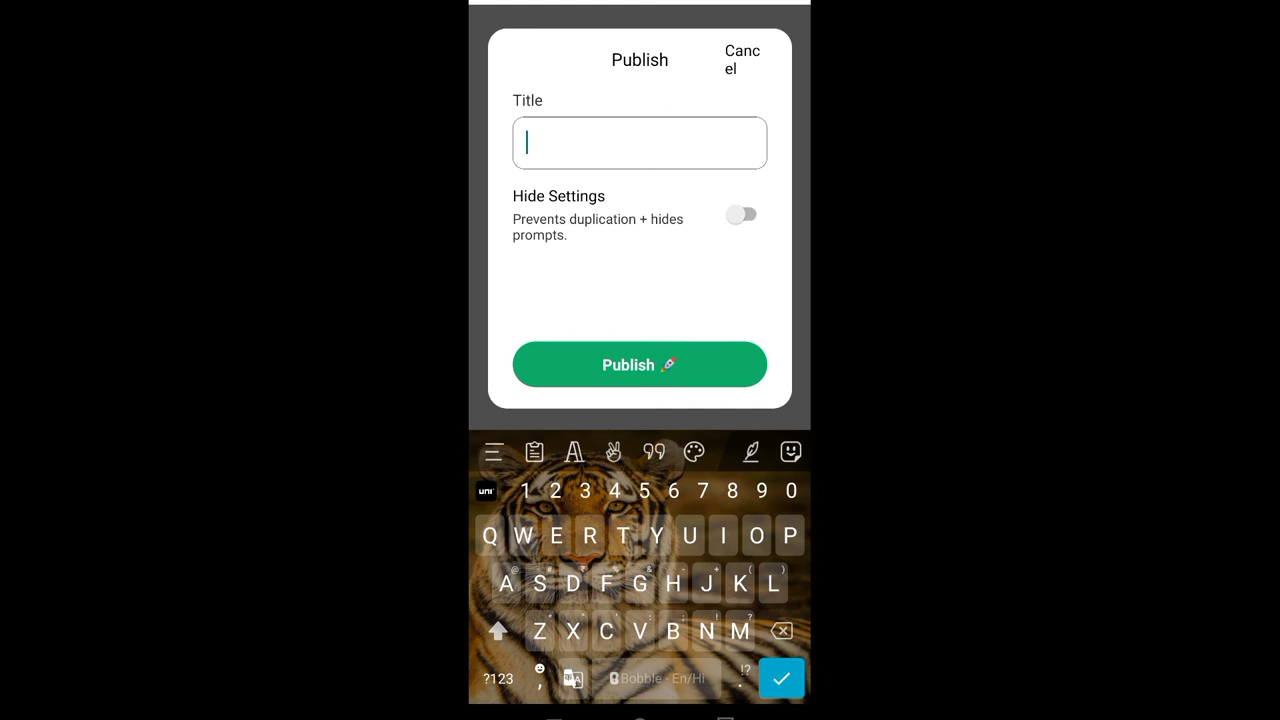 Publish
Canc
el
Title
Hide Settings
Prevents duplication + hides
prompts.
Publish 🚀
uni
1 2 3 4 5 6 7 8 9 0
Q W E R T Y U I O P
@ # ₹ % & - + ( )
A S D F G H J K L
* " ' : ; ! ?
Z X C V B N M
?123 , Bobble - En/Hi !? .